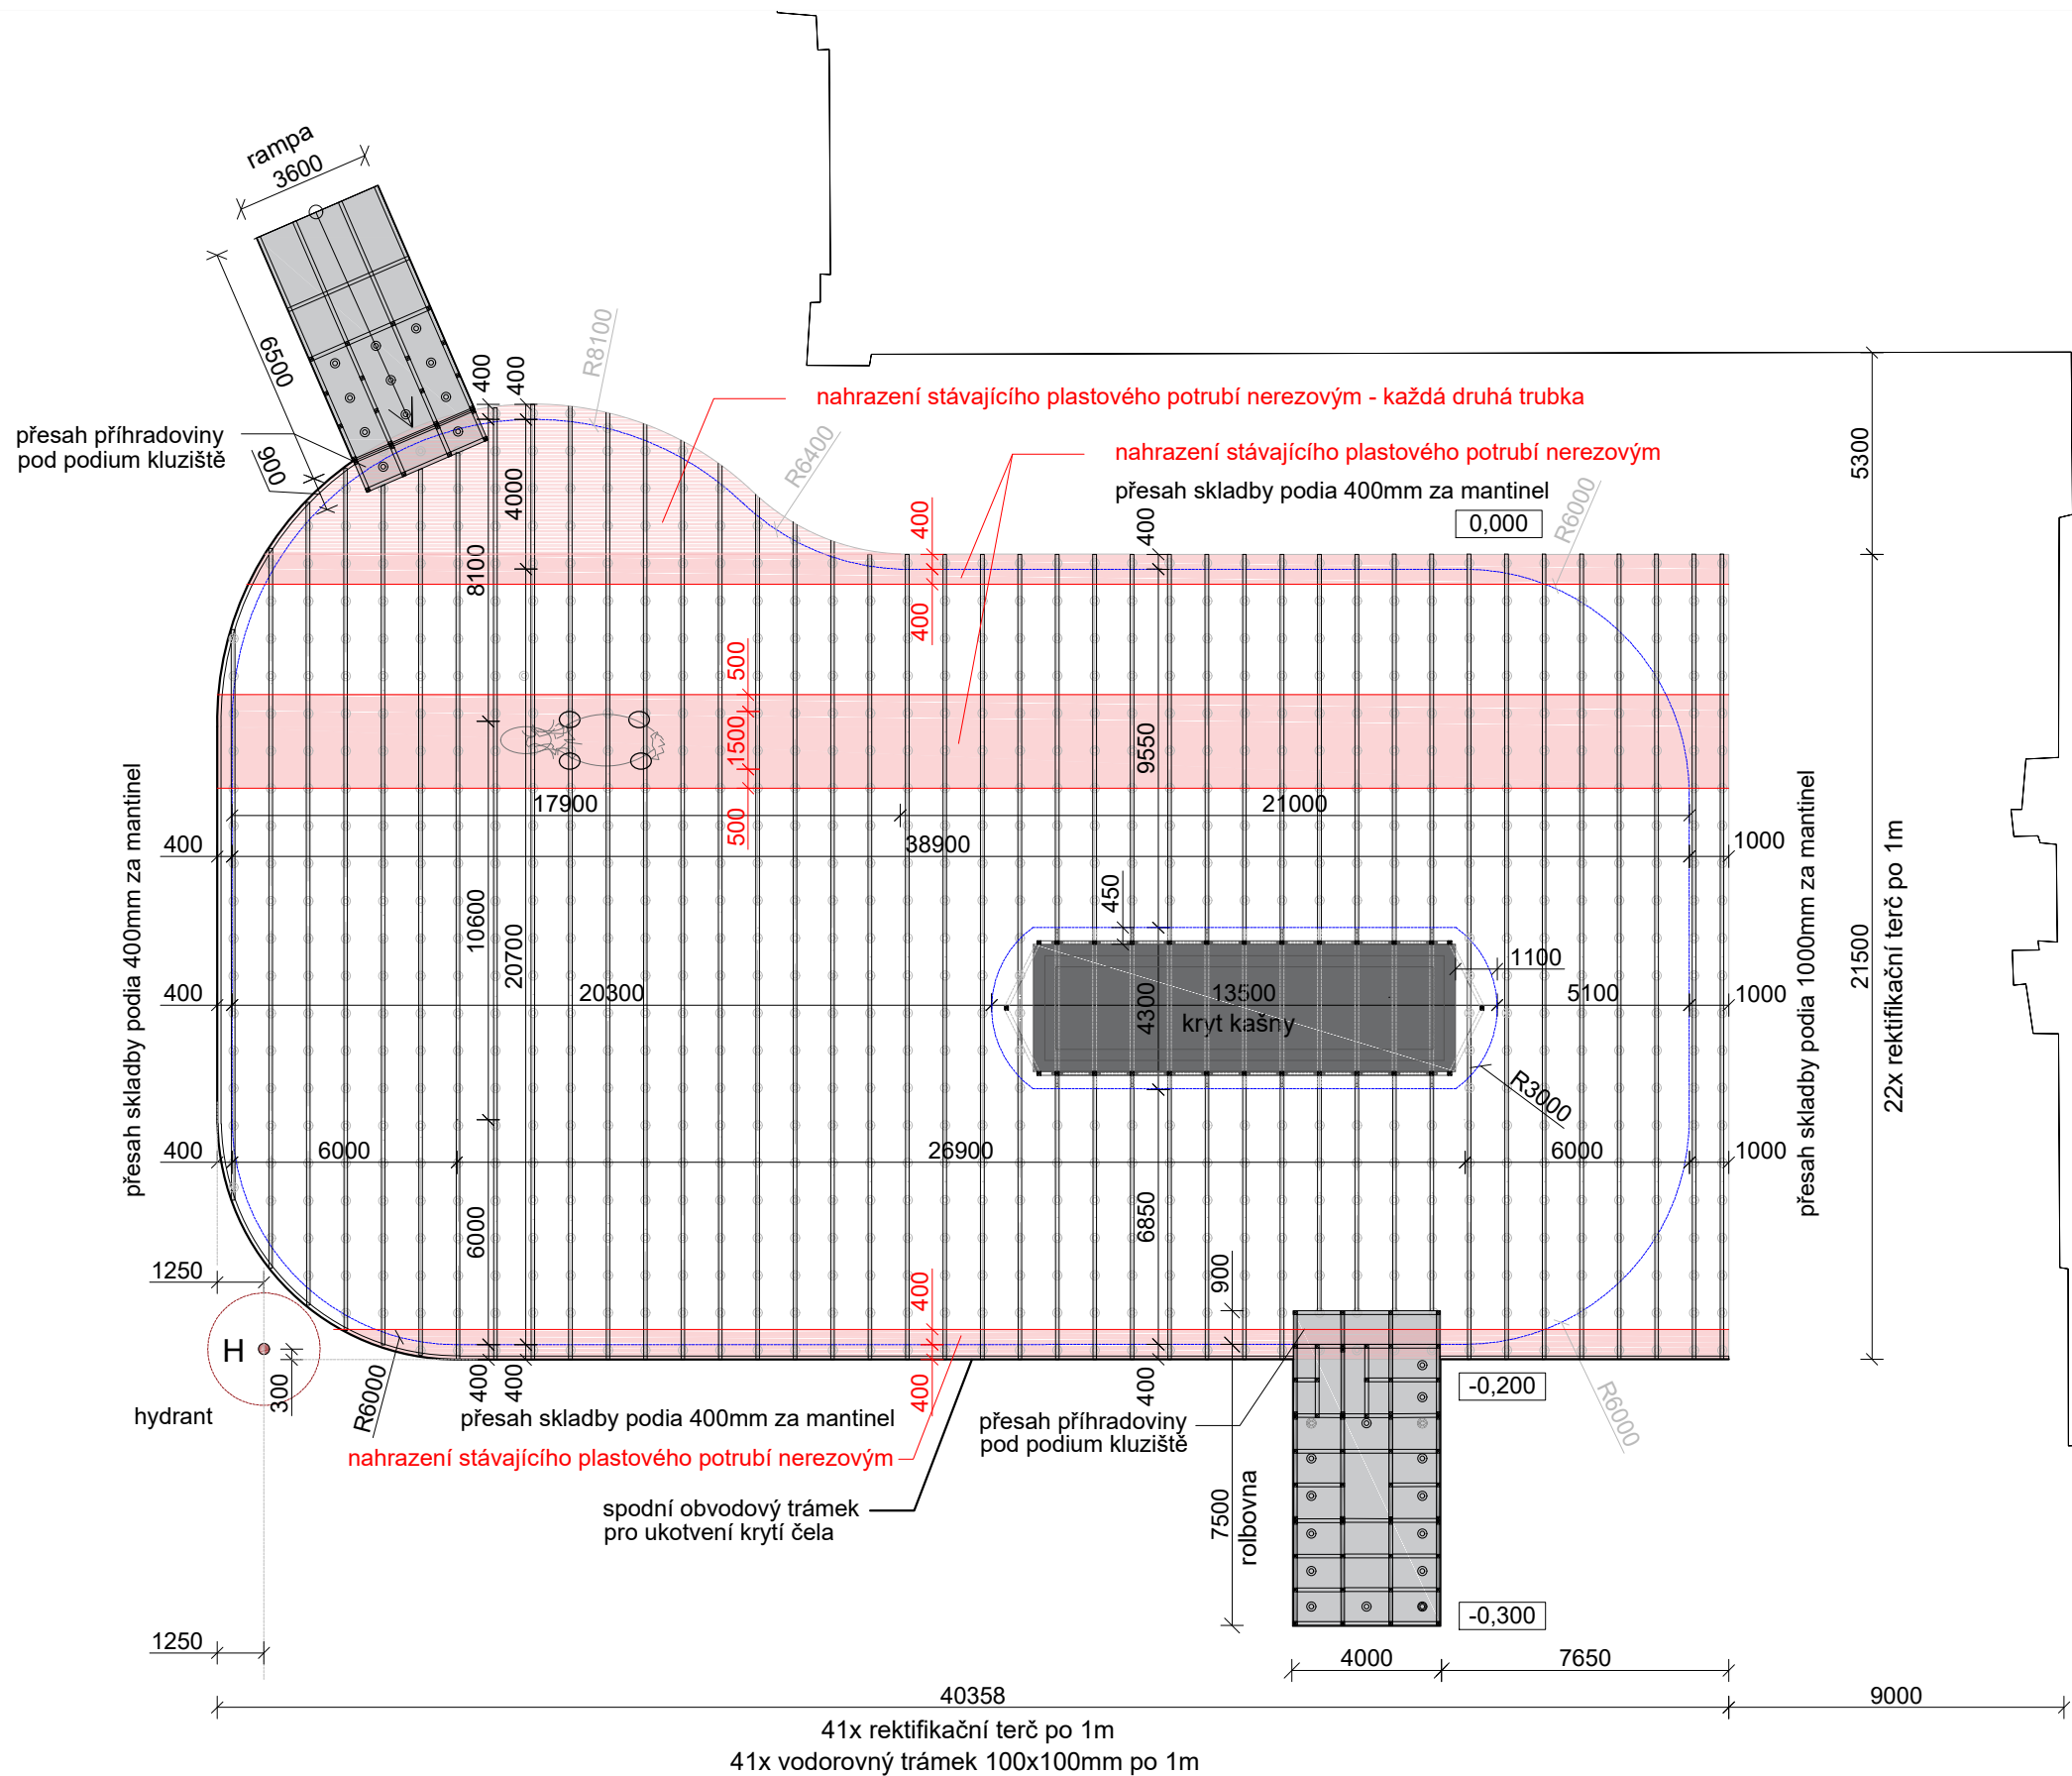 rampa
3600
6500
900
přesah příhradoviny
pod podium kluziště
400
400
R8100
R6400
nahrazení stávajícího plastového potrubí nerezovým - každá druhá trubka
nahrazení stávajícího plastového potrubí nerezovým
přesah skladby podia 400mm za mantinel
0,000
R6000
5300
4000
8100
400
400
400
500
1500
500
9550
17900
21000
400
38900
1000
450
10600
20700
přesah skladby podia 400mm za mantinel
400
20300
4300
13500
kryt kašny
1100
5100
1000
R3000
přesah skladby podia 1000mm za mantinel
21500
22x rektifikační terč po 1m
400
6000
26900
6000
1000
6000
6850
900
1250
H
300
hydrant
R6000
400
400
400
400
400
-0,200
R6000
přesah skladby podia 400mm za mantinel
nahrazení stávajícího plastového potrubí nerezovým
přesah příhradoviny
pod podium kluziště
spodní obvodový trámek
pro ukotvení krytí čela
7500
rolbovna
-0,300
1250
4000
7650
40358
9000
41x rektifikační terč po 1m
41x vodorovný trámek 100x100mm po 1m